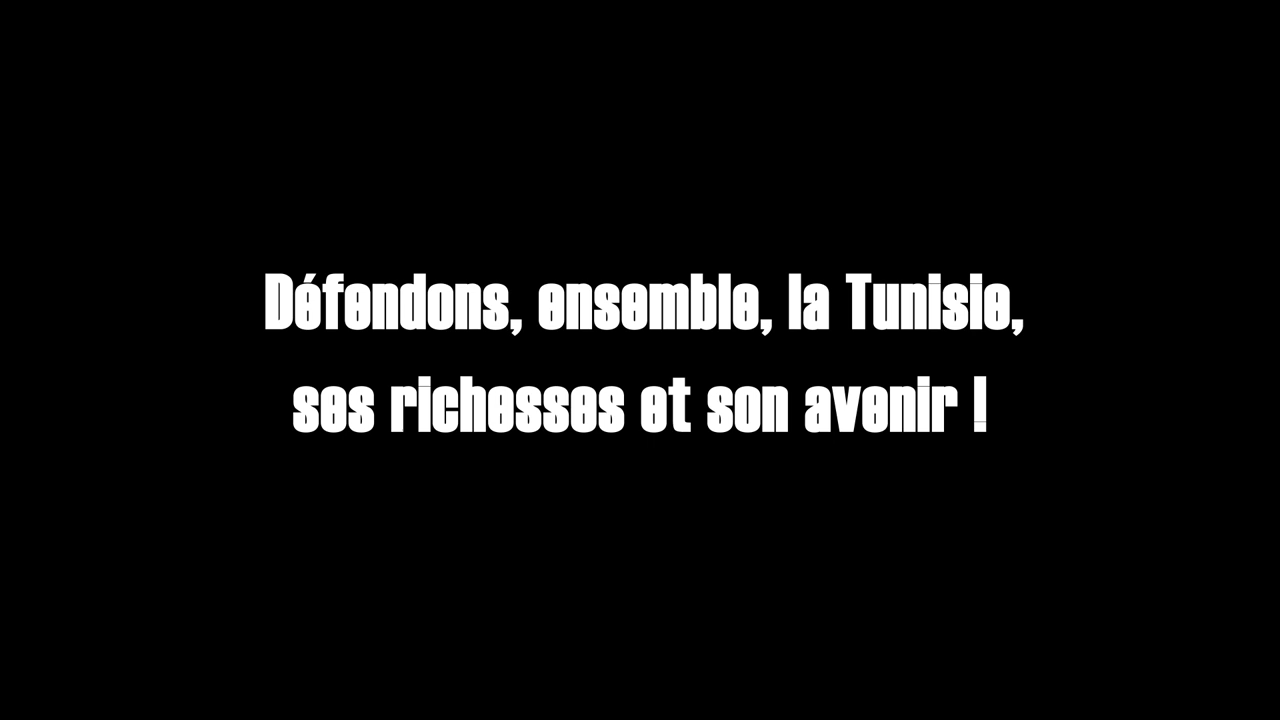 Défendons, ensemble, la Tunisie,
ses richesses et son avenir !